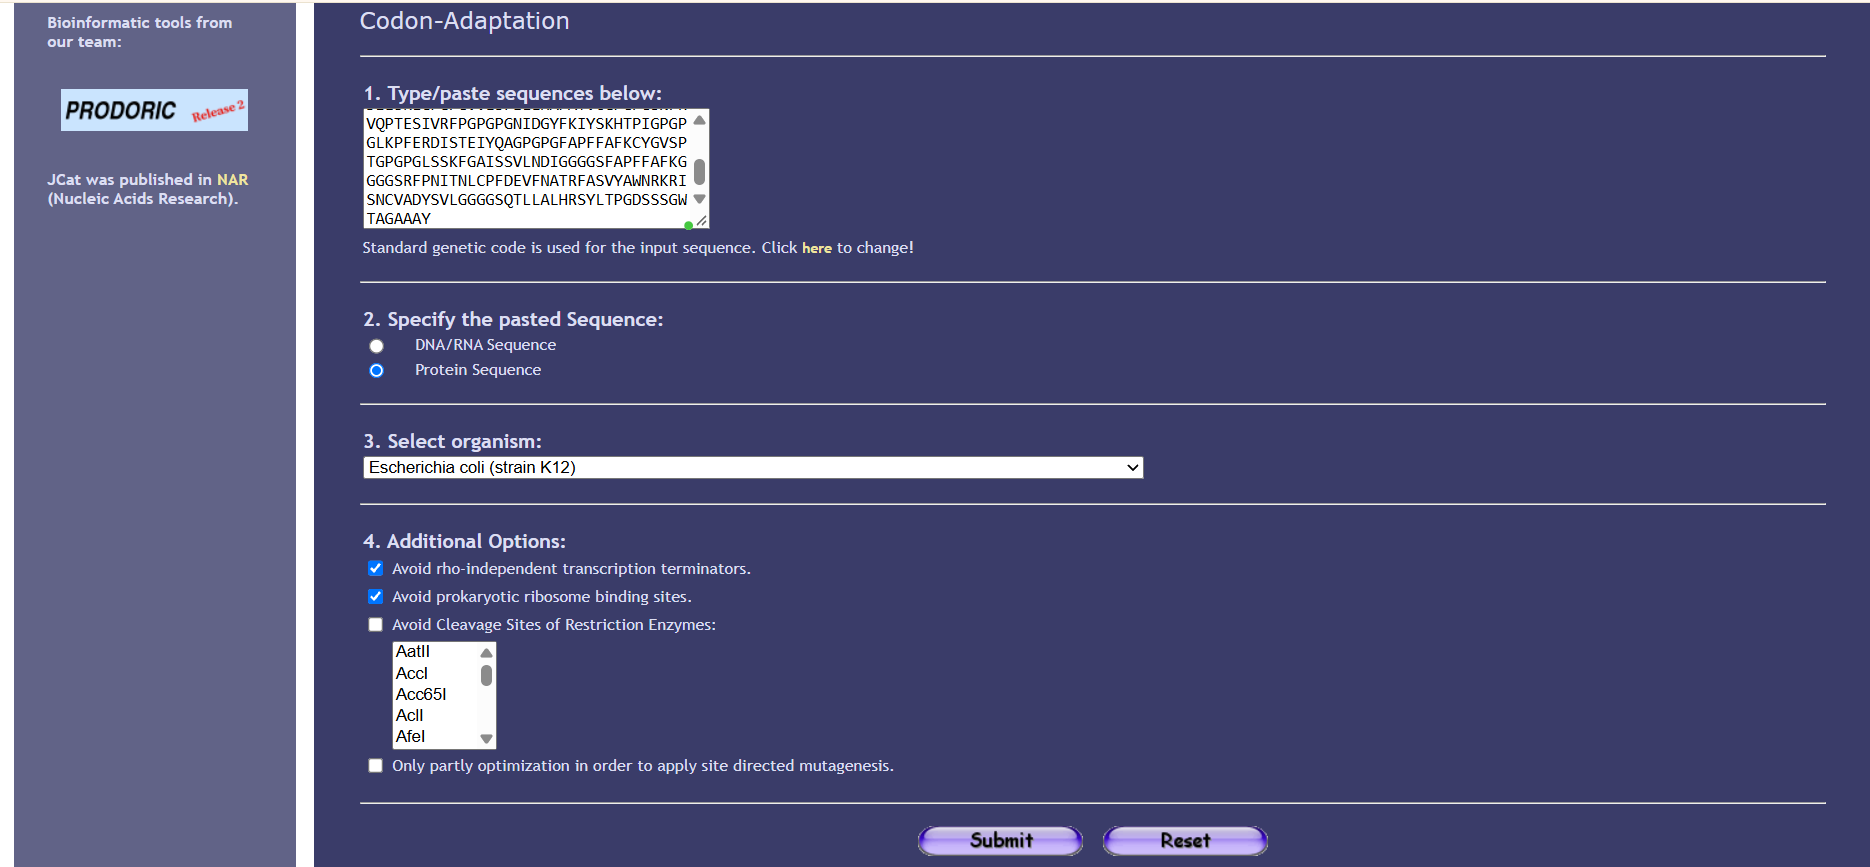 Bioinformatic tools from
our team:
PRODORIC Release 2
JCat was published in NAR
(Nucleic Acids Research).
Codon-Adaptation
1. Type/paste sequences below:
VQPTESIVRFPGPGPGNIDGYFKIYSKHTPIGPGP
GLKPFERDISTEIYQAGPGPGFAPFFAFKCYGVSP
TGPGPGLSSKFGAISSVLNDIGGGGSFAPFFAFKG
GGGSRFPNITNLCPFDEVFNATRFASVYAWNRKRI
SNCVADYSVLGGGGSQTLLALHRSYLTPGDSSSGW
TAGAAAY
Standard genetic code is used for the input sequence. Click here to change!
2. Specify the pasted Sequence:
DNA/RNA Sequence
Protein Sequence
3. Select organism:
Escherichia coli (strain K12)
4. Additional Options:
Avoid rho-independent transcription terminators.
Avoid prokaryotic ribosome binding sites.
Avoid Cleavage Sites of Restriction Enzymes:
AatII
AccI
Acc65I
AclI
AfeI
Only partly optimization in order to apply site directed mutagenesis.
Submit Reset